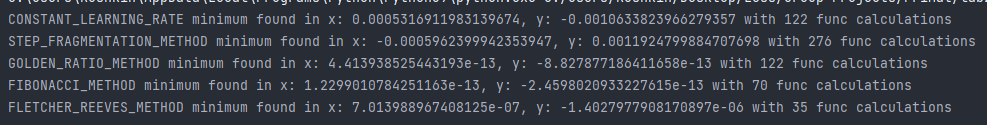 CONSTANT_LEARNING_RATE minimum found in x: 0.0005316911983139674, y: -0.0010633823966279357 with 122 func calculations
STEP_FRAGMENTATION_METHOD minimum found in x: -0.0005962399942353947, y: 0.0011924799884707698 with 276 func calculations
GOLDEN_RATIO_METHOD minimum found in x: 4.413938525443193e-13, y: -8.827877186411658e-13 with 122 func calculations
FIBONACCI_METHOD minimum found in x: 1.229901078425​1163e-13, y: -2.4598020933227615e-13 with 70 func calculations
FLETCHER_REEVES_METHOD minimum found in x: 7.013988967408125e-07, y: -1.4027977908170897e-06 with 35 func calculations